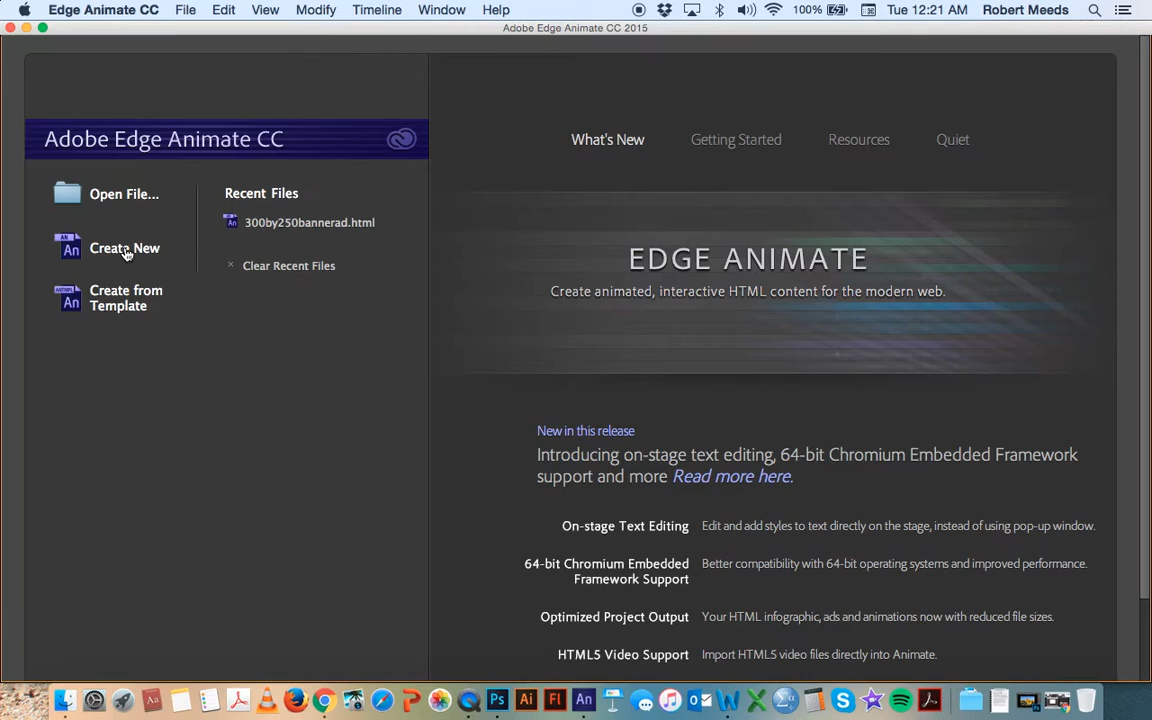 Edge Animate CC File Edit View Modify Timeline Window Help 100% Tue 12:21 AM Robert Meeds
Adobe Edge Animate CC 2015
Adobe Edge Animate CC
What's New Getting Started Resources Quiet
Open File...
Recent Files
300by250bannerad.html
Create New
Clear Recent Files
Create from
Template
EDGE ANIMATE
Create animated, interactive HTML content for the modern web.
New in this release
Introducing on-stage text editing, 64-bit Chromium Embedded Framework
support and more Read more here.
On-stage Text Editing Edit and add styles to text directly on the stage, instead of using pop-up window.
64-bit Chromium Embedded
Framework Support
Better compatibility with 64-bit operating systems and improved performance.
Optimized Project Output Your HTML infographic, ads and animations now with reduced file sizes.
HTML5 Video Support Import HTML5 video files directly into Animate.